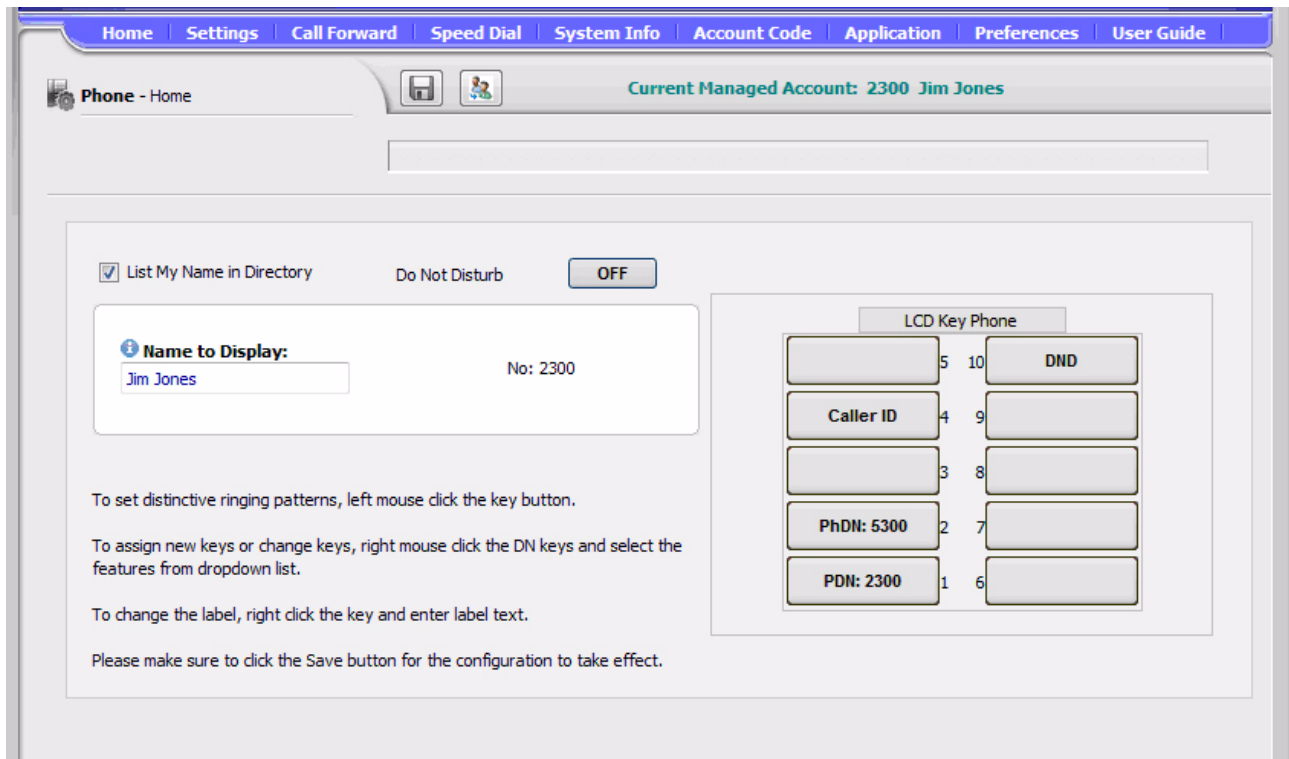 Home Settings Call Forward Speed Dial System Info Account Code Application Preferences User Guide
Phone - Home
Current Managed Account: 2300 Jim Jones
List My Name in Directory Do Not Disturb OFF
Name to Display:
Jim Jones
No: 2300
To set distinctive ringing patterns, left mouse click the key button.
To assign new keys or change keys, right mouse click the DN keys and select the
features from dropdown list.
To change the label, right click the key and enter label text.
Please make sure to click the Save button for the configuration to take effect.
LCD Key Phone
5 10 DND
Caller ID 4 9
3 8
PhDN: 5300 2 7
PDN: 2300 1 6